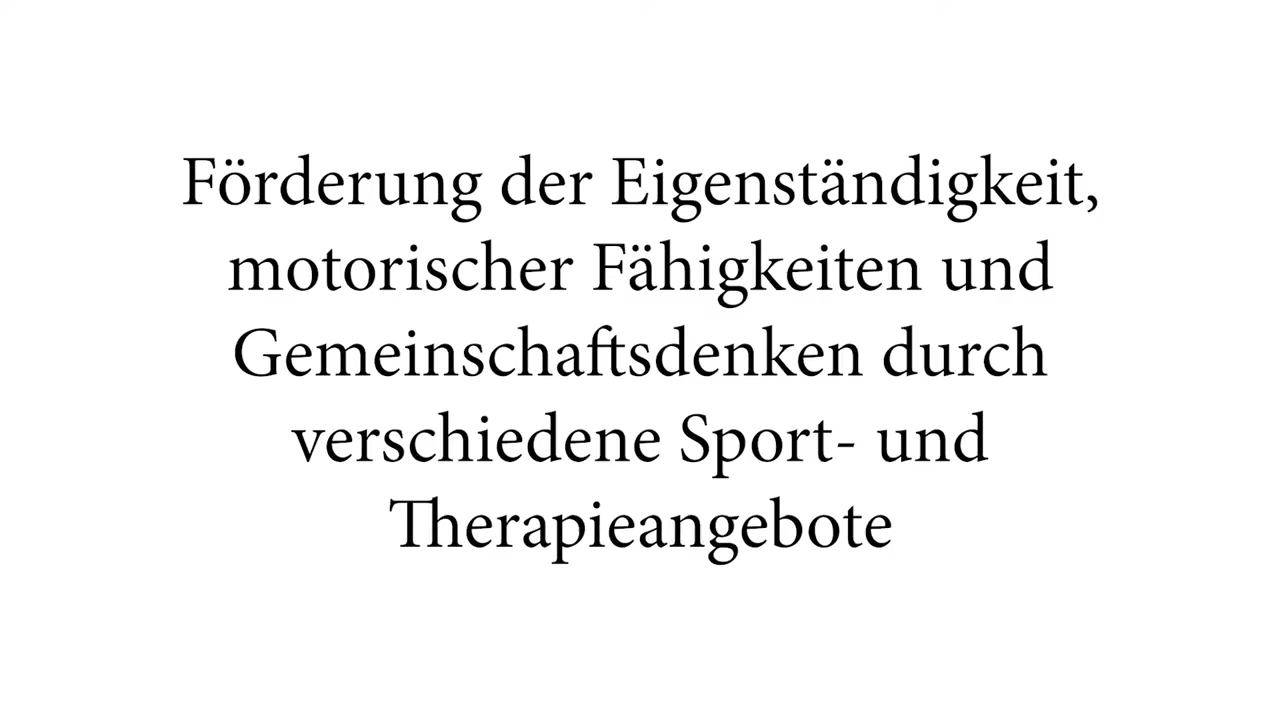 Förderung der Eigenständigkeit,
motorischer Fähigkeiten und
Gemeinschaftsdenken durch
verschiedene Sport- und
Therapieangebote